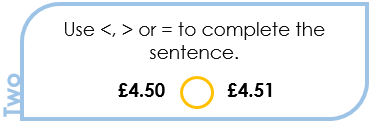 Use <, > or = to complete the
sentence.
£4.50 £4.51
Two